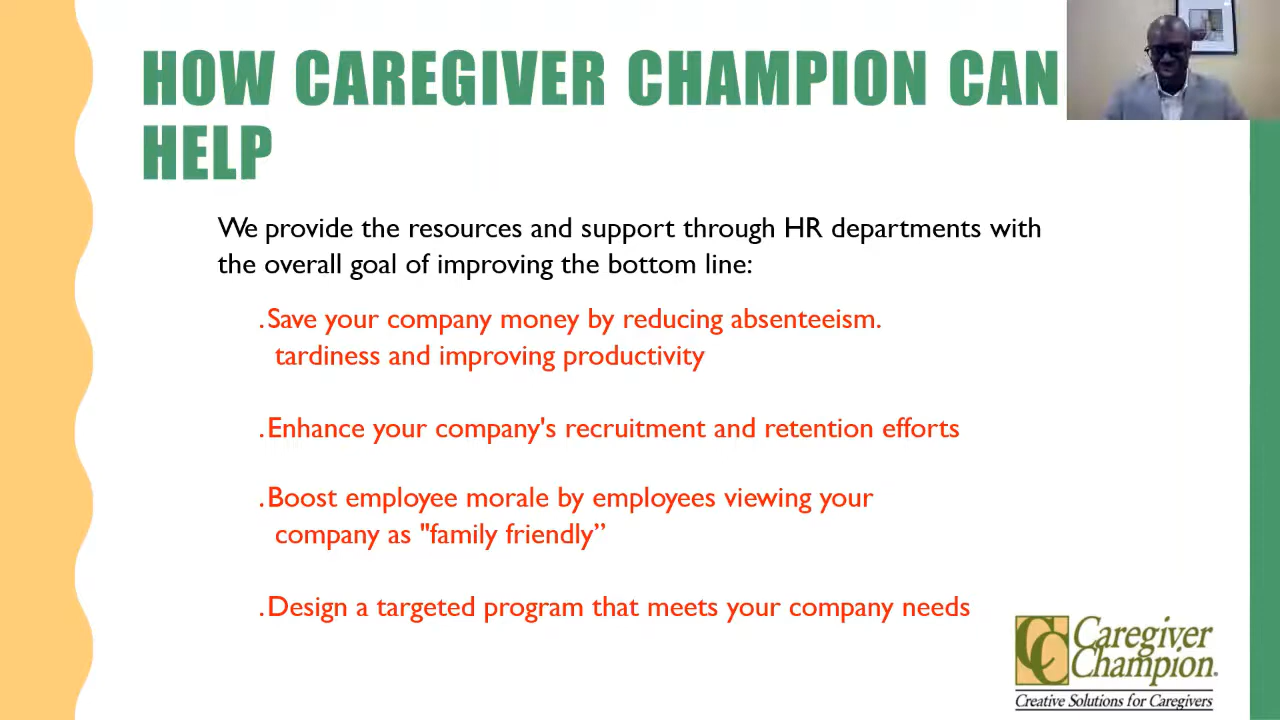 HOW CAREGIVER CHAMPION CAN
HELP
We provide the resources and support through HR departments with
the overall goal of improving the bottom line:
.Save your company money by reducing absenteeism.
tardiness and improving productivity
.Enhance your company's recruitment and retention efforts
.Boost employee morale by employees viewing your
company as "family friendly”
.Design a targeted program that meets your company needs
CC
Caregiver
Champion®
Creative Solutions for Caregivers